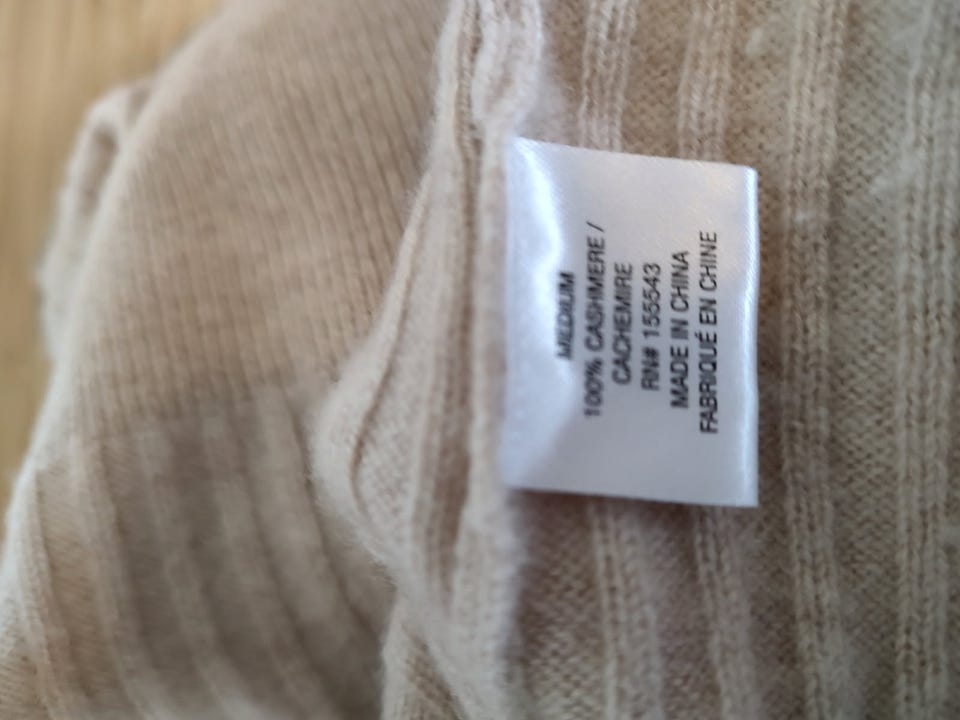 MEDIUM
100% CASHMERE /
CACHEMIRE
RN# 155543
MADE IN CHINA
FABRIQUÉ EN CHINE